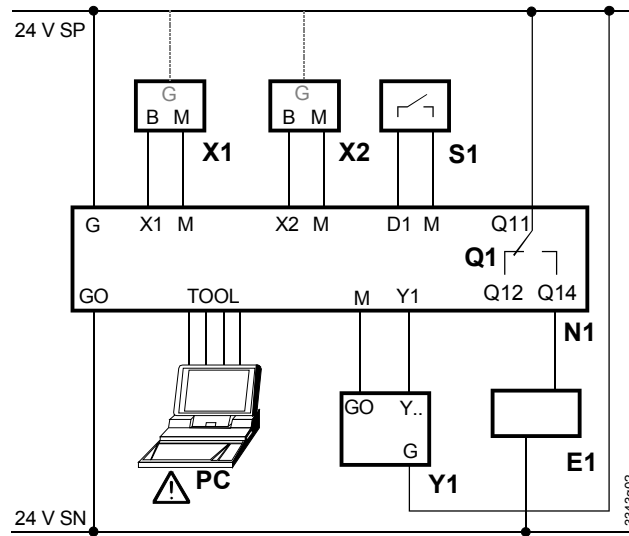 24 V SP
G G
B M B M
X1 X2 S1
G X1 M X2 M D1 M Q11
Q1
GO TOOL M Y1 Q12 Q14
N1
GO Y..
G
PC Y1 E1
24 V SN